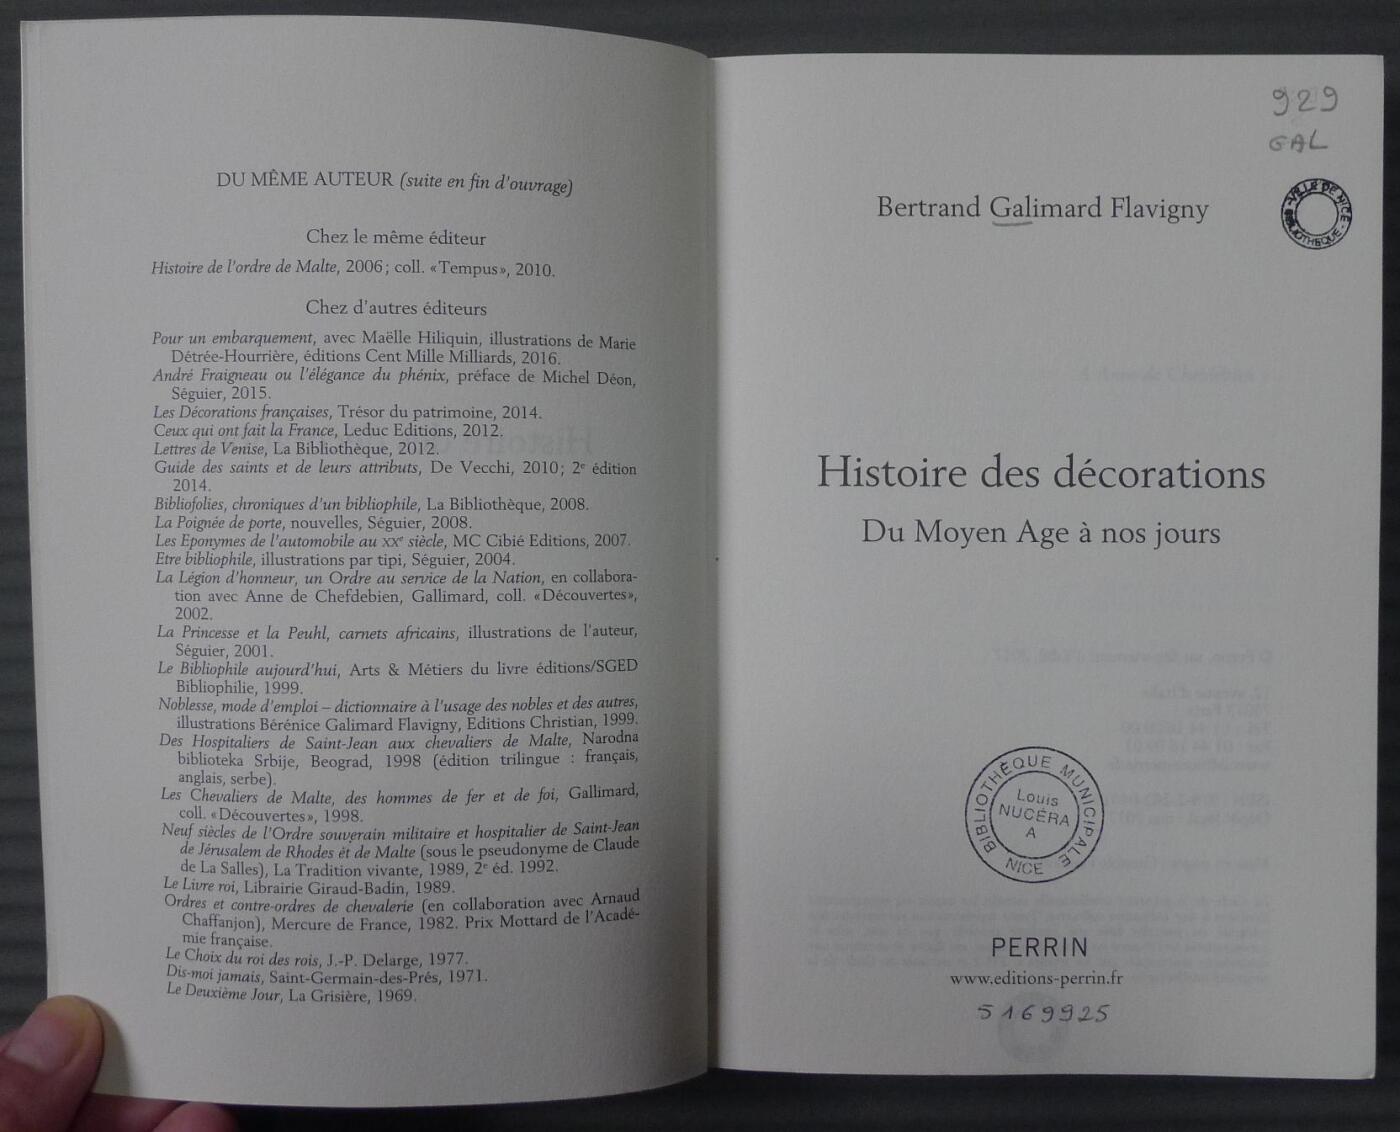 DU MÊME AUTEUR (suite en fin d'ouvrage)
Chez le même éditeur
Histoire de l'ordre de Malte, 2006 ; coll. «Tempus», 2010.
Chez d'autres éditeurs
Pour un embarquement, avec Maëlle Hiliquin, illustrations de Marie
Détrée-Hourrière, éditions Cent Mille Milliards, 2016.
André Fraigneau ou l'élégance du phénix, préface de Michel Déon,
Séguier, 2015.
Les Décorations françaises, Trésor du patrimoine, 2014.
Ceux qui ont fait la France, Leduc Editions, 2012.
Lettres de Venise, La Bibliothèque, 2012.
Guide des saints et de leurs attributs, De Vecchi, 2010 ; 2e édition
2014.
Bibliofolies, chroniques d'un bibliophile, La Bibliothèque, 2008.
La Poignée de porte, nouvelles, Séguier, 2008.
Les Eponymes de l'automobile au XXe siècle, MC Cibié Editions, 2007.
Etre bibliophile, illustrations par tipi, Séguier, 2004.
La Légion d'honneur, un Ordre au service de la Nation, en collabora-
tion avec Anne de Chefdebien, Gallimard, coll. «Découvertes»,
2002.
La Princesse et la Peuhl, carnets africains, illustrations de l'auteur,
Séguier, 2001.
Le Bibliophile aujourd'hui, Arts & Métiers du livre éditions/SGED
Bibliophilie, 1999.
Noblesse, mode d'emploi – dictionnaire à l'usage des nobles et des autres,
illustrations Bérénice Galimard Flavigny, Editions Christian, 1999.
Des Hospitaliers de Saint-Jean aux chevaliers de Malte, Narodna
biblioteka Srbije, Beograd, 1998 (édition trilingue : français,
anglais, serbe).
Les Chevaliers de Malte, des hommes de fer et de foi, Gallimard,
coll. «Découvertes», 1998.
Neuf siècles de l'Ordre souverain militaire et hospitalier de Saint-Jean
de Jérusalem de Rhodes èt de Malte (sous le pseudonyme de Claude
de La Salles), La Tradition vivante, 1989, 2e éd. 1992.
Le Livre roi, Librairie Giraud-Badin, 1989.
Ordres et contre-ordres de chevalerie (en collaboration avec Arnaud
Chaffanjon), Mercure de France, 1982. Prix Mottard de l'Acadé-
mie française.
Le Choix du roi des rois, J.-P. Delarge, 1977.
Dis-moi jamais, Saint-Germain-des-Prés, 1971.
Le Deuxième Jour, La Grisière, 1969.
929
GAL
VILLE DE NICE
BIBLIOTHEQUE
Bertrand Galimard Flavigny
Histoire des décorations
Du Moyen Age à nos jours
BIBLIOTHÈQUE MUNICIPALE
Louis
NUCÉRA
A
NICE
PERRIN
www.editions-perrin.fr
5169925